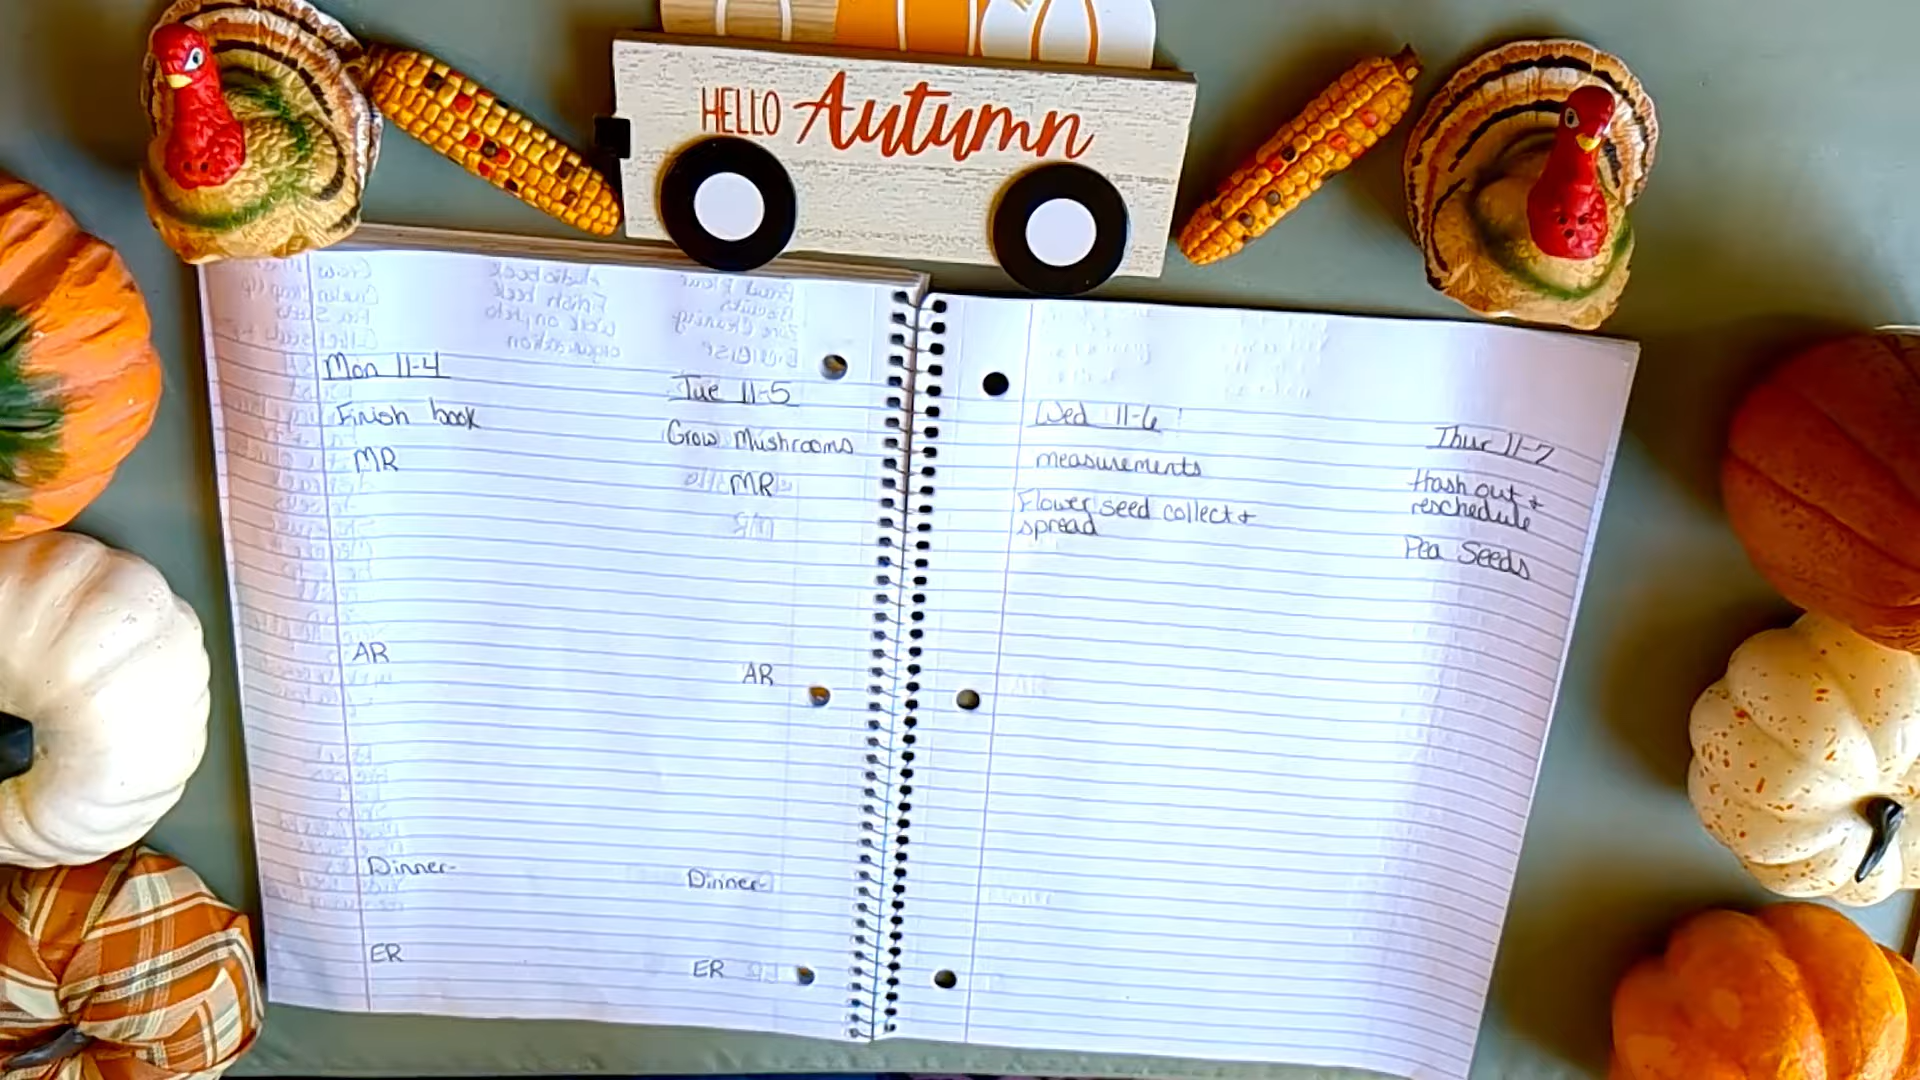 HELLO Autumn
Mon 11-4
Finish book
MR
AR
Dinner-
ER
Tue 11-5
Grow Mushrooms
MR
AR
Dinner-
ER
Wed 11-6
measurements
Flower seed collect +
spread
Thur 11-7
Hash out +
reschedule
Pea Seeds